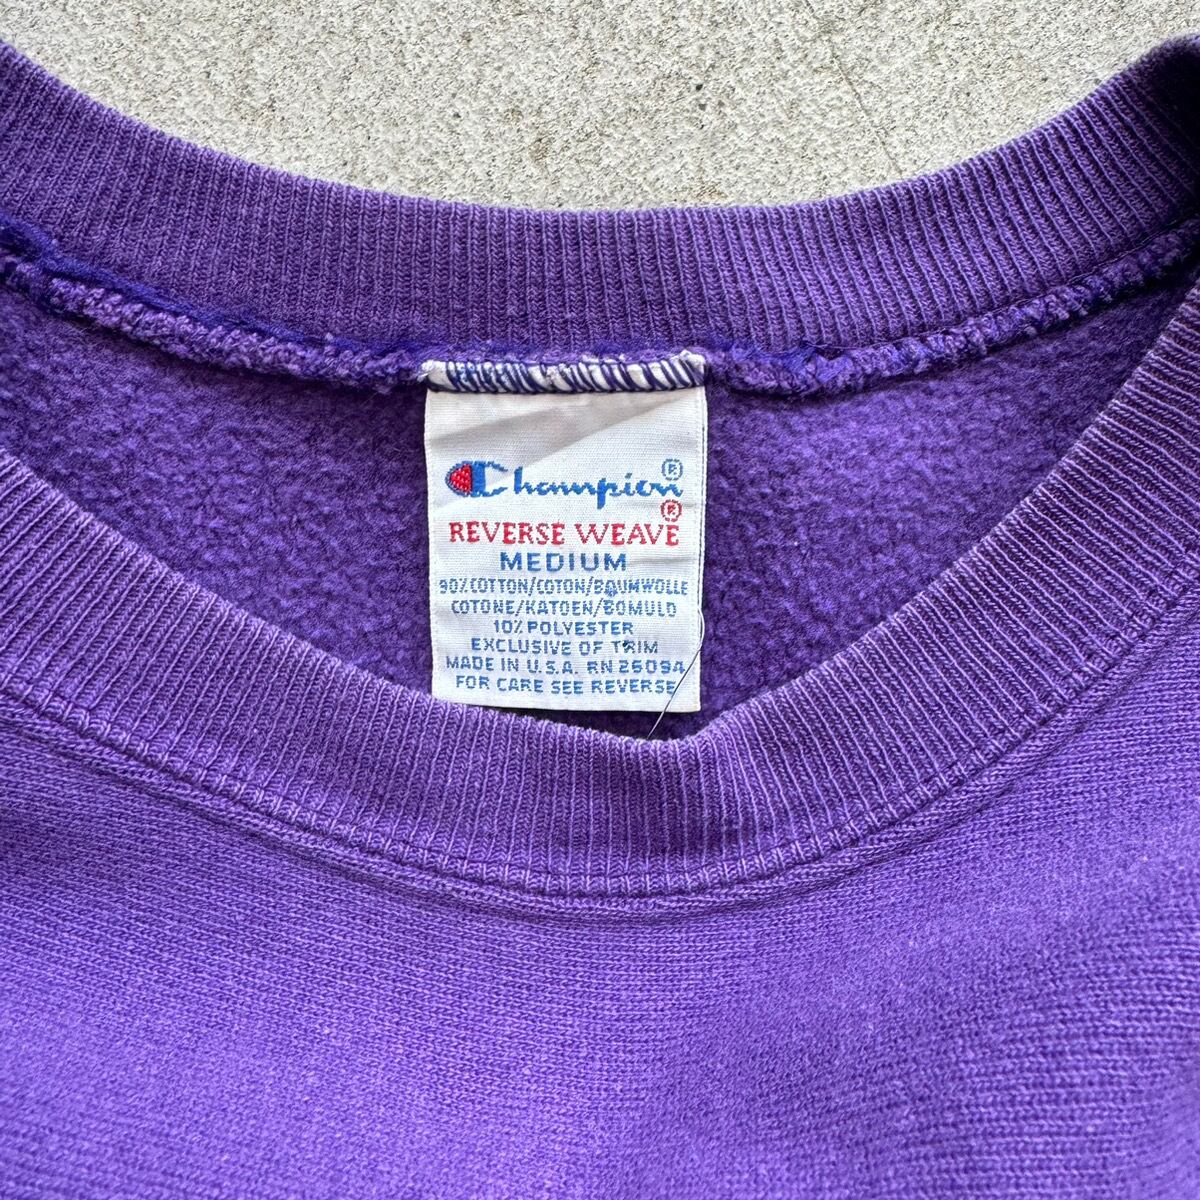 Champion®
REVERSE WEAVE®
MEDIUM
90% COTTON/COTON/BAUMWOLLE
COTONE/KATOEN/BOMULD
10% POLYESTER
EXCLUSIVE OF TRIM
MADE IN U.S.A. RN 26094
FOR CARE SEE REVERSE